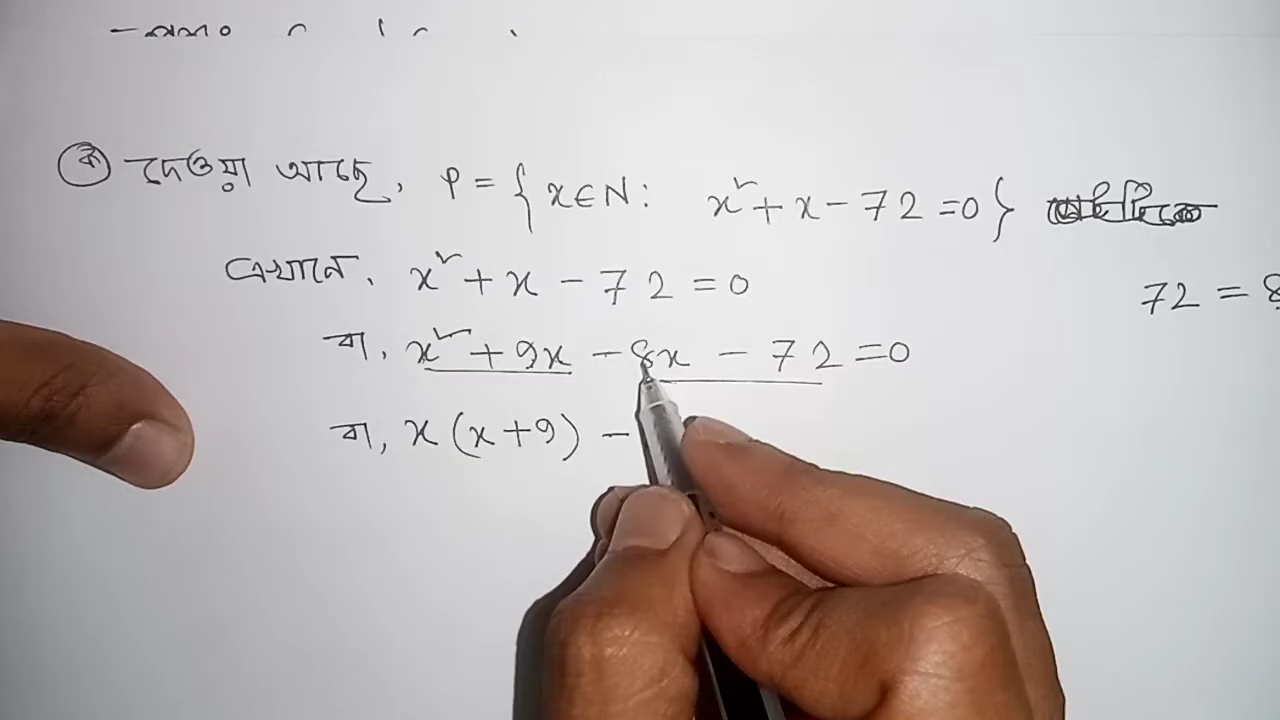 (ক) দেওয়া আছে, P = { x ∈ N : x² + x - 72 = 0 }
এখানে, x² + x - 72 = 0
72 =
বা, x² + 9x - 8x - 72 = 0
বা, x (x + 9) -